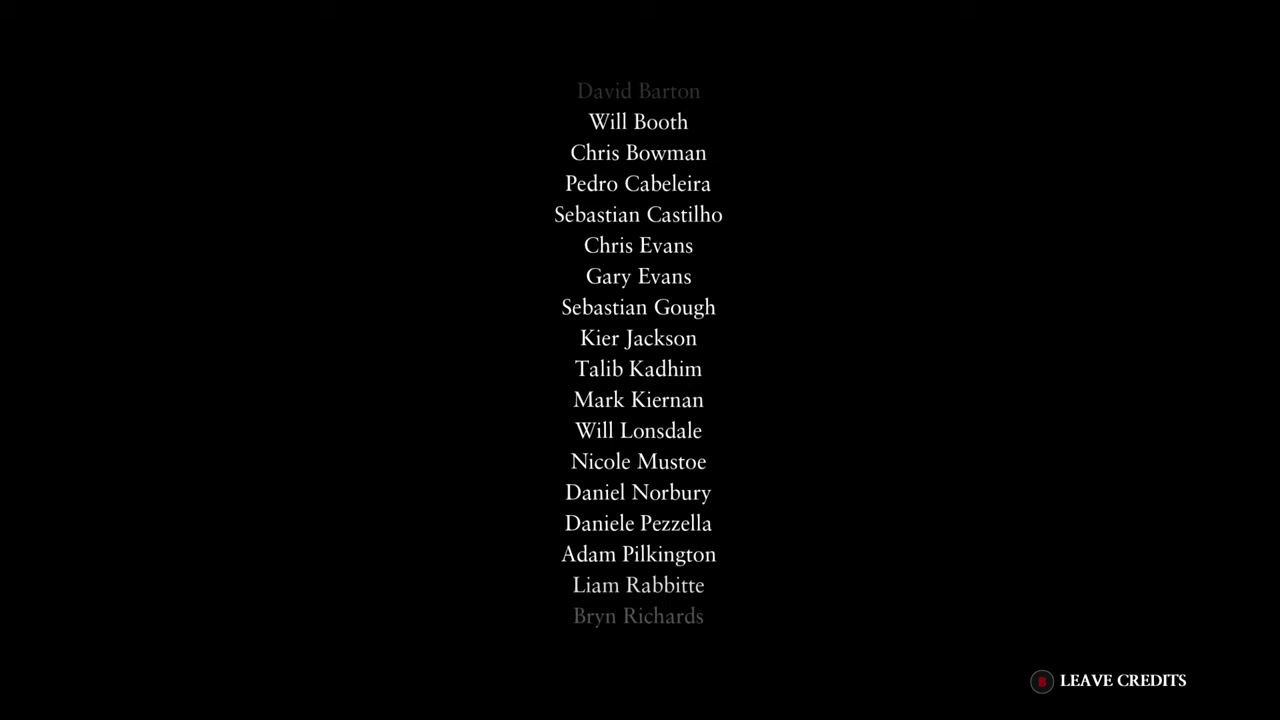 David Barton
Will Booth
Chris Bowman
Pedro Cabeleira
Sebastian Castilho
Chris Evans
Gary Evans
Sebastian Gough
Kier Jackson
Talib Kadhim
Mark Kiernan
Will Lonsdale
Nicole Mustoe
Daniel Norbury
Daniele Pezzella
Adam Pilkington
Liam Rabbitte
Bryn Richards
B LEAVE CREDITS